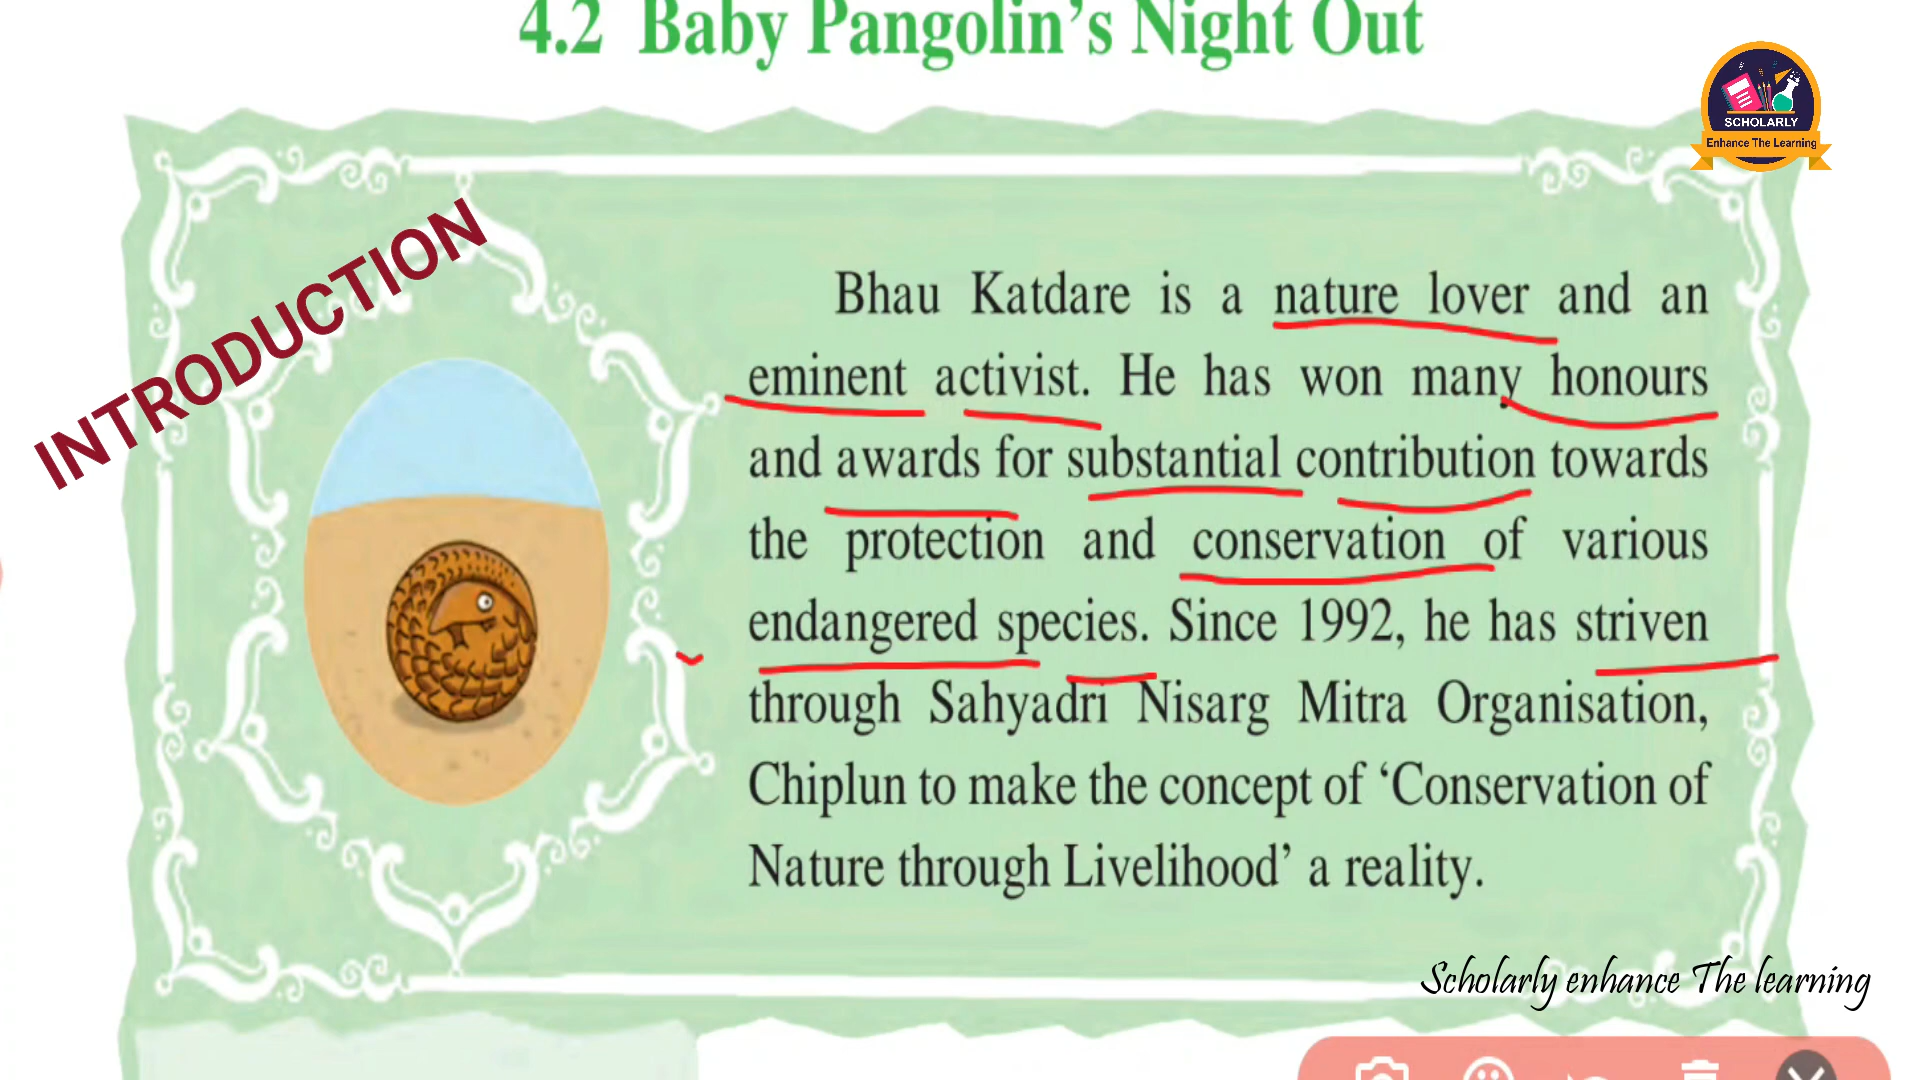 4.2 Baby Pangolin's Night Out
SCHOLARLY
Enhance The Learning
INTRODUCTION
Bhau Katdare is a nature lover and an
eminent activist. He has won many honours
and awards for substantial contribution towards
the protection and conservation of various
endangered species. Since 1992, he has striven
through Sahyadri Nisarg Mitra Organisation,
Chiplun to make the concept of ‘Conservation of
Nature through Livelihood’ a reality.
Scholarly enhance The learning